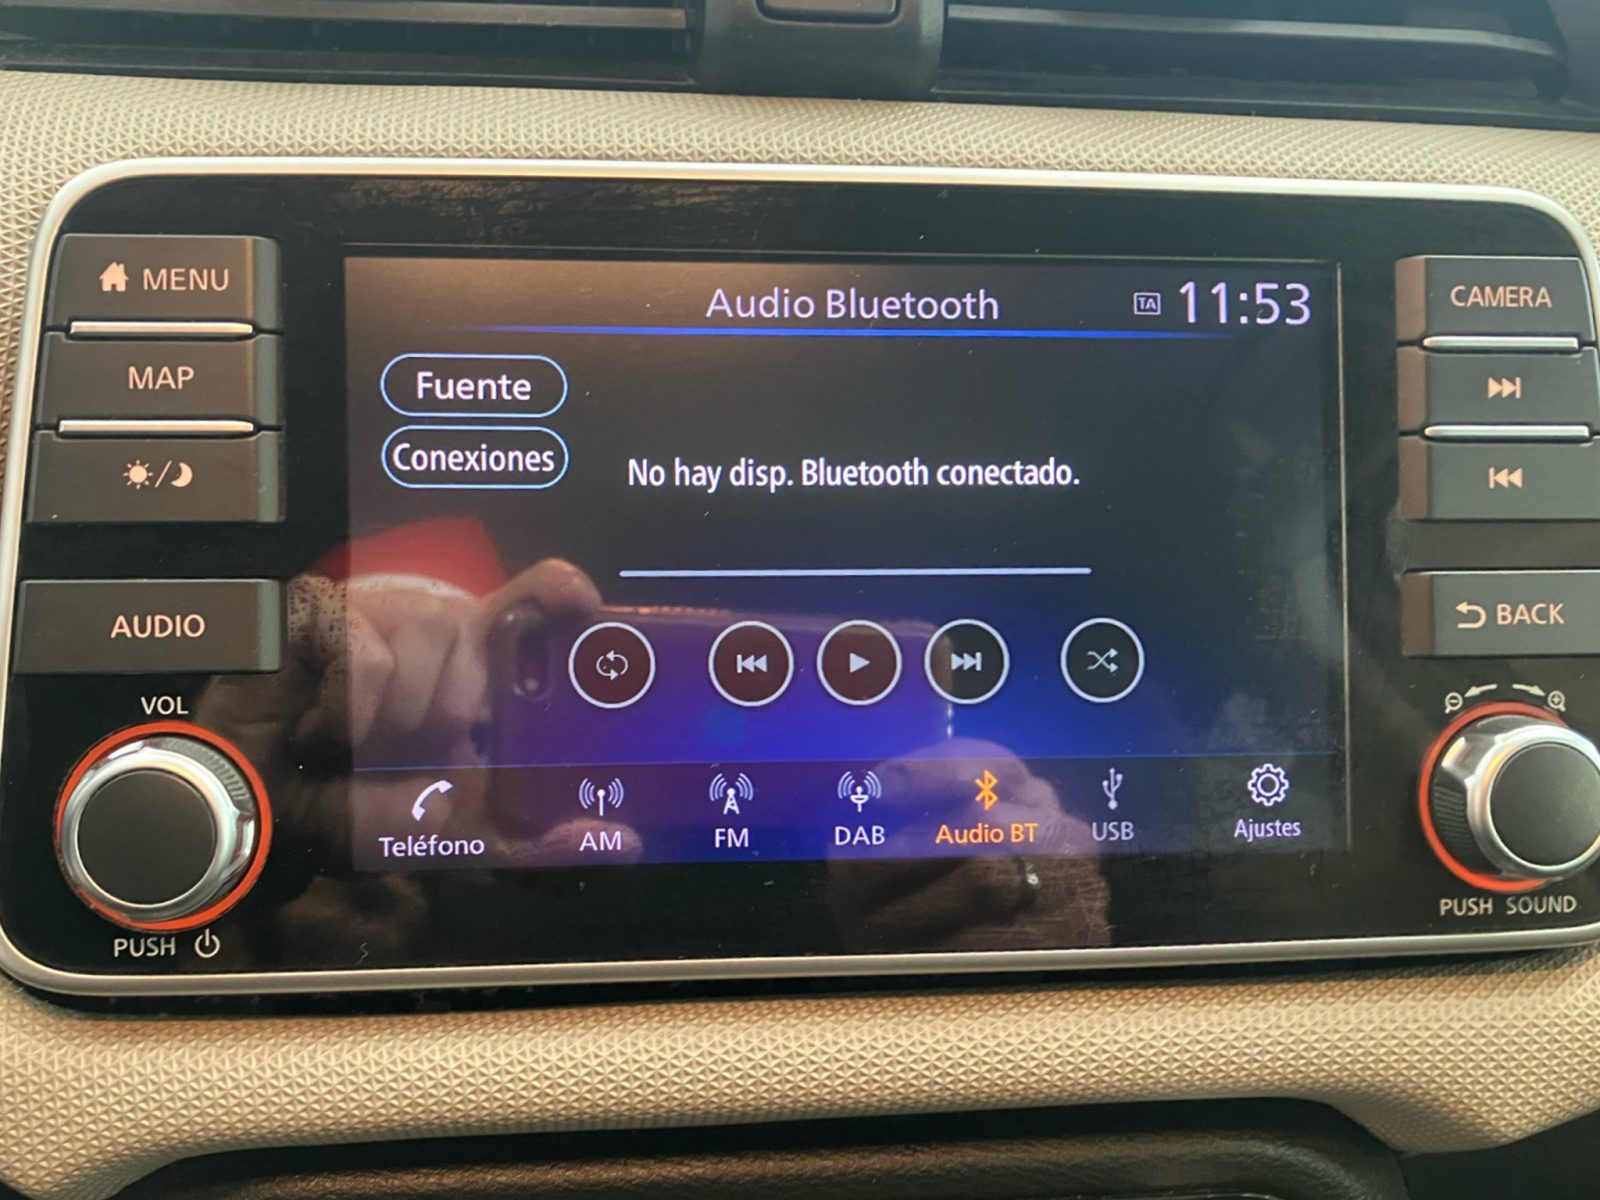 MENU
MAP
AUDIO
VOL
PUSH
Audio Bluetooth
TA
11:53
Fuente
Conexiones
No hay disp. Bluetooth conectado.
Teléfono
AM
FM
DAB
Audio BT
USB
Ajustes
CAMERA
BACK
PUSH SOUND